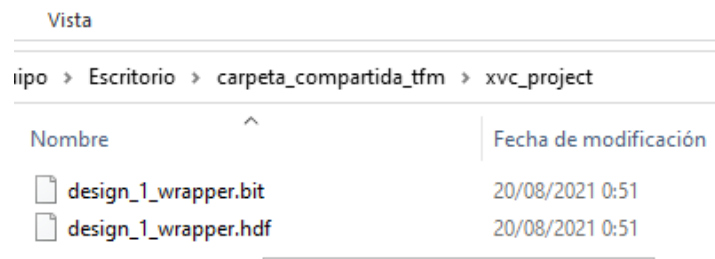 Vista
ipo > Escritorio > carpeta_compartida_tfm > xvc_project
Nombre Fecha de modificación
design_1_wrapper.bit 20/08/2021 0:51
design_1_wrapper.hdf 20/08/2021 0:51